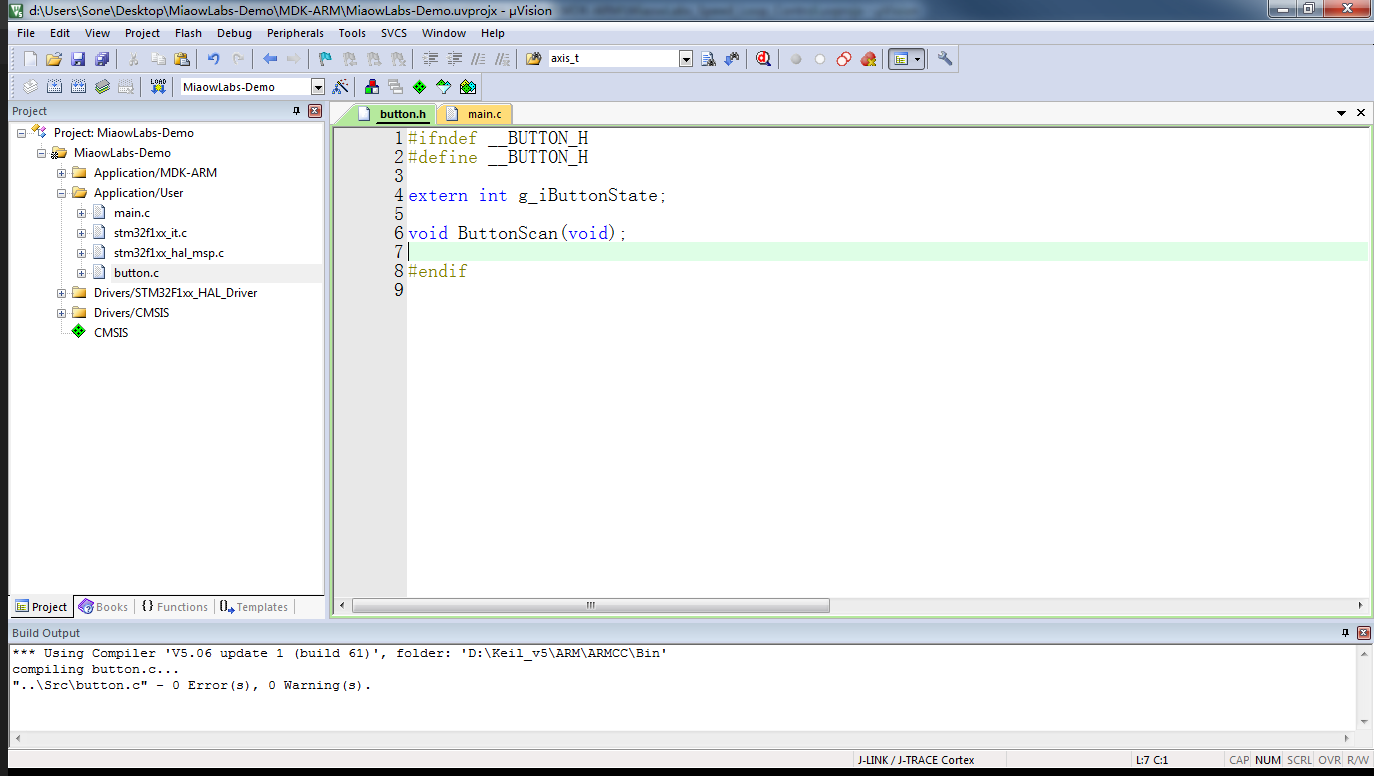 d:\Users\Sone\Desktop\MiaowLabs-Demo\MDK-ARM\MiaowLabs-Demo.uvprojx - µVision
File Edit View Project Flash Debug Peripherals Tools SVCS Window Help
axis_t
LOAD
MiaowLabs-Demo
Project
Project: MiaowLabs-Demo
MiaowLabs-Demo
Application/MDK-ARM
Application/User
main.c
stm32f1xx_it.c
stm32f1xx_hal_msp.c
button.c
Drivers/STM32F1xx_HAL_Driver
Drivers/CMSIS
CMSIS
Project Books {} Functions 0 Templates
button.h main.c
1 #ifndef __BUTTON_H
2 #define __BUTTON_H
3
4 extern int g_iButtonState;
5
6 void ButtonScan(void);
7
8 #endif
9
Build Output
*** Using Compiler 'V5.06 update 1 (build 61)', folder: 'D:\Keil_v5\ARM\ARMCC\Bin'
compiling button.c...
"..\Src\button.c" - 0 Error(s), 0 Warning(s).
J-LINK / J-TRACE Cortex L:7 C:1 CAP NUM SCRL OVR R/W